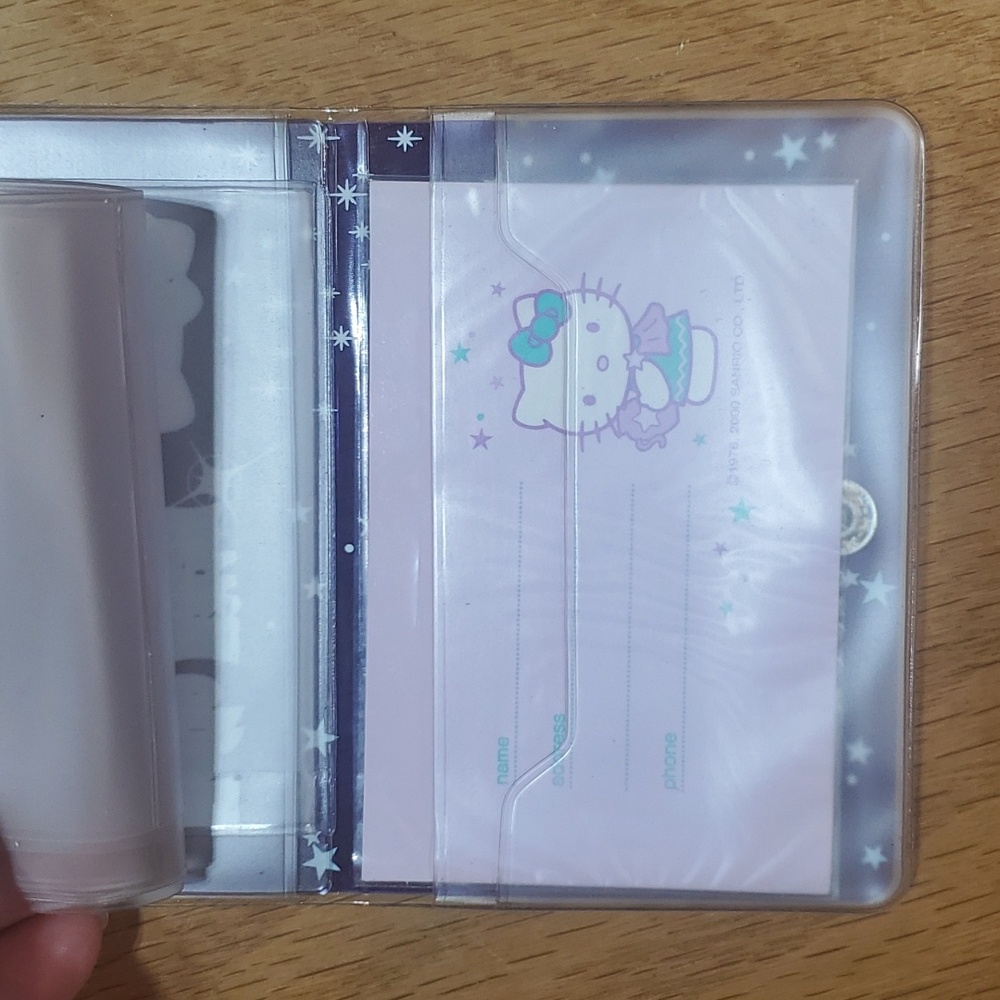 © 1976, 2000 SANRIO CO., LTD.
name
address
phone